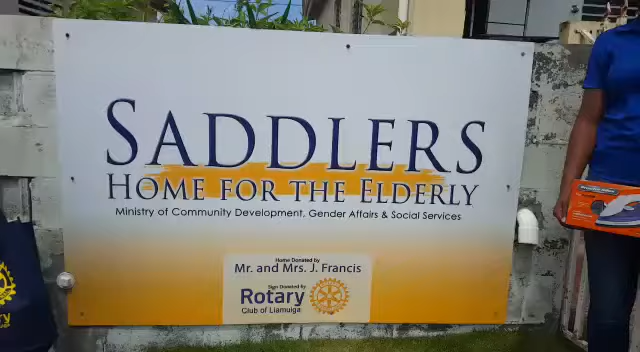 SADDLERS
HOME FOR THE ELDERLY
Ministry of Community Development, Gender Affairs & Social Services
Home Donated by
Mr. and Mrs. J. Francis
Sign Donated by
Rotary
Club of Liamuiga